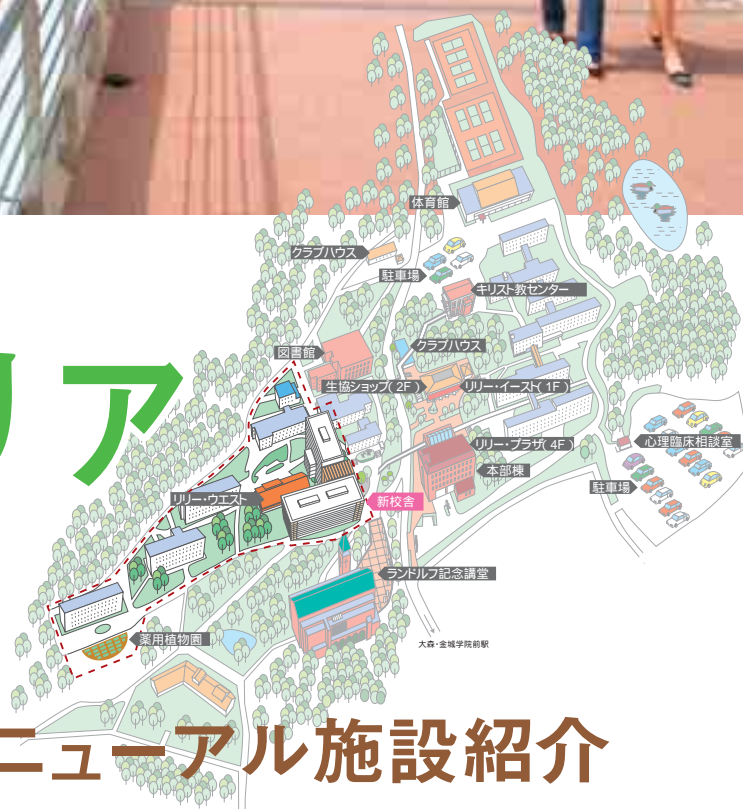 体育館
クラブハウス
駐車場
キリスト教センター
図書館
クラブハウス
生協ショップ(2F)
リリー・イースト(1F)
リア
リリー・プラザ(4F)
心理臨床相談室
本部棟
駐車場
リリー・ウエスト
新校舎
ランドルフ記念講堂
薬用植物園
大森・金城学院前駅
ニューアル施設紹介